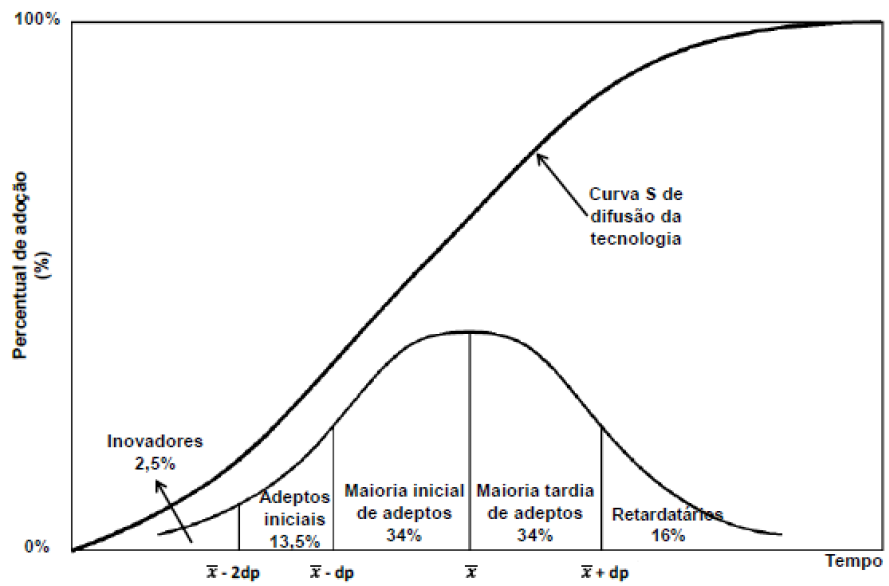 100%
Percentual de adoção
(%)
Curva S de
difusão da
tecnologia
Inovadores
2,5%
Adeptos
iniciais
13,5%
Maioria inicial
de adeptos
34%
Maioria tardia
de adeptos
34%
Retardatários
16%
0%
Tempo
x̅ - 2dp
x̅ - dp
x̅
x̅ + dp